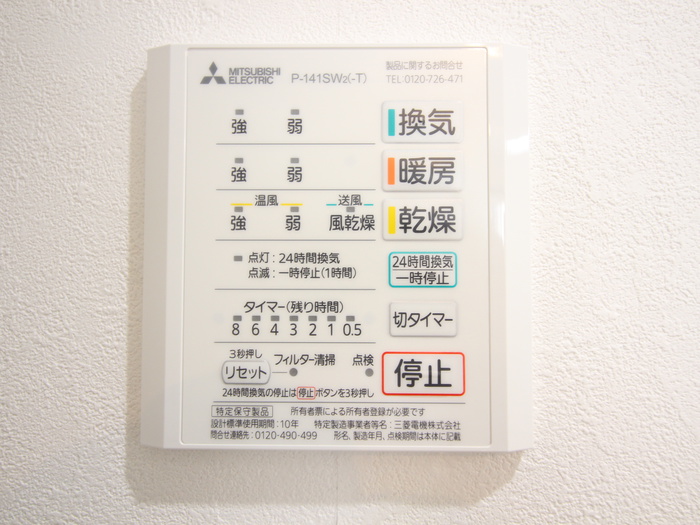 MITSUBISHI ELECTRIC P-141SW2(-T) 製品に関するお問合せ
TEL:0120-726-471
強 弱 換気
強 弱 暖房
温風 送風
強 弱 風乾燥 乾燥
点灯:24時間換気
点滅:一時停止(1時間)
24時間換気
一時停止
タイマー(残り時間)
8 6 4 3 2 1 0.5
切タイマー
3秒押し
リセット フィルター清掃 点検
停止
24時間換気の停止は停止ボタンを3秒押し
特定保守製品 所有者票による所有者登録が必要です
設計標準使用期間:10年 特定製造事業者等名:三菱電機株式会社
問合せ連絡先:0120-490-499 形名、製造年月、点検期間は本体に記載